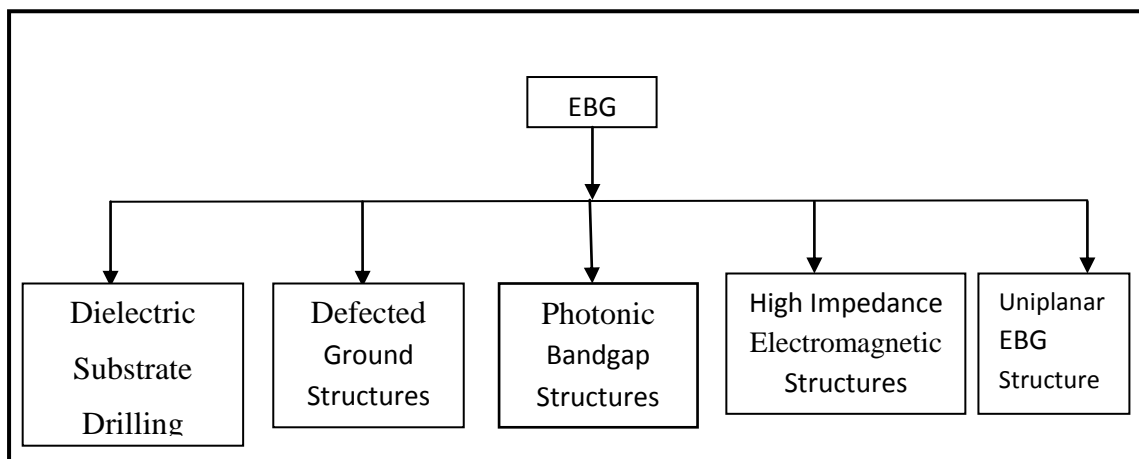 EBG
Dielectric
Substrate
Drilling
Defected
Ground
Structures
Photonic
Bandgap
Structures
High Impedance
Electromagnetic
Structures
Uniplanar
EBG
Structure